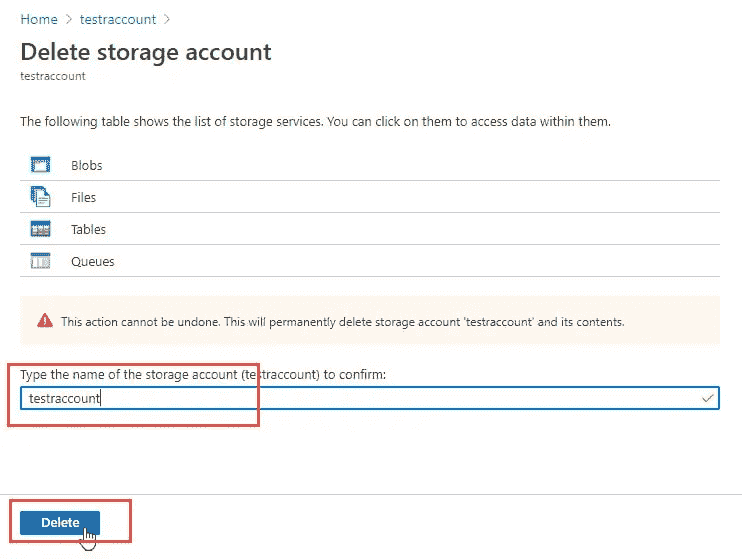 Home > testraccount >
Delete storage account
testraccount
The following table shows the list of storage services. You can click on them to access data within them.
Blobs
Files
Tables
Queues
This action cannot be undone. This will permanently delete storage account 'testraccount' and its contents.
Type the name of the storage account (testraccount) to confirm:
testraccount
Delete